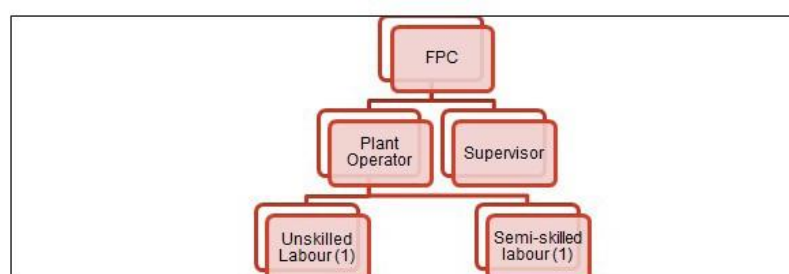 FPC
Plant
Operator
Supervisor
Unskilled
Labour (1)
Semi-skilled
labour (1)